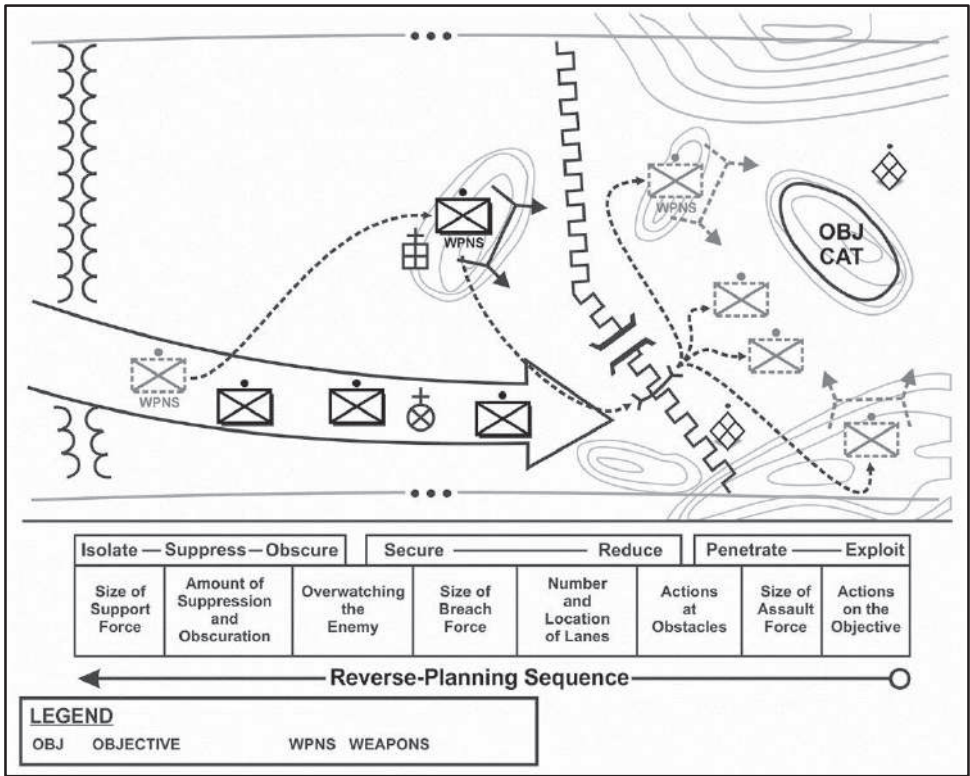 WPNS
WPNS
OBJ
CAT
WPNS
Isolate — Suppress — Obscure
Secure — Reduce
Penetrate — Exploit
Size of
Support
Force
Amount of
Suppression
and
Obscuration
Overwatching
the
Enemy
Size of
Breach
Force
Number
and
Location
of Lanes
Actions
at
Obstacles
Size of
Assault
Force
Actions
on the
Objective
Reverse-Planning Sequence
LEGEND
OBJ OBJECTIVE WPNS WEAPONS